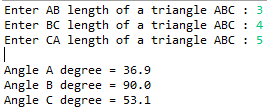 Enter AB length of a triangle ABC : 3
Enter BC length of a triangle ABC : 4
Enter CA length of a triangle ABC : 5
Angle A degree = 36.9
Angle B degree = 90.0
Angle C degree = 53.1